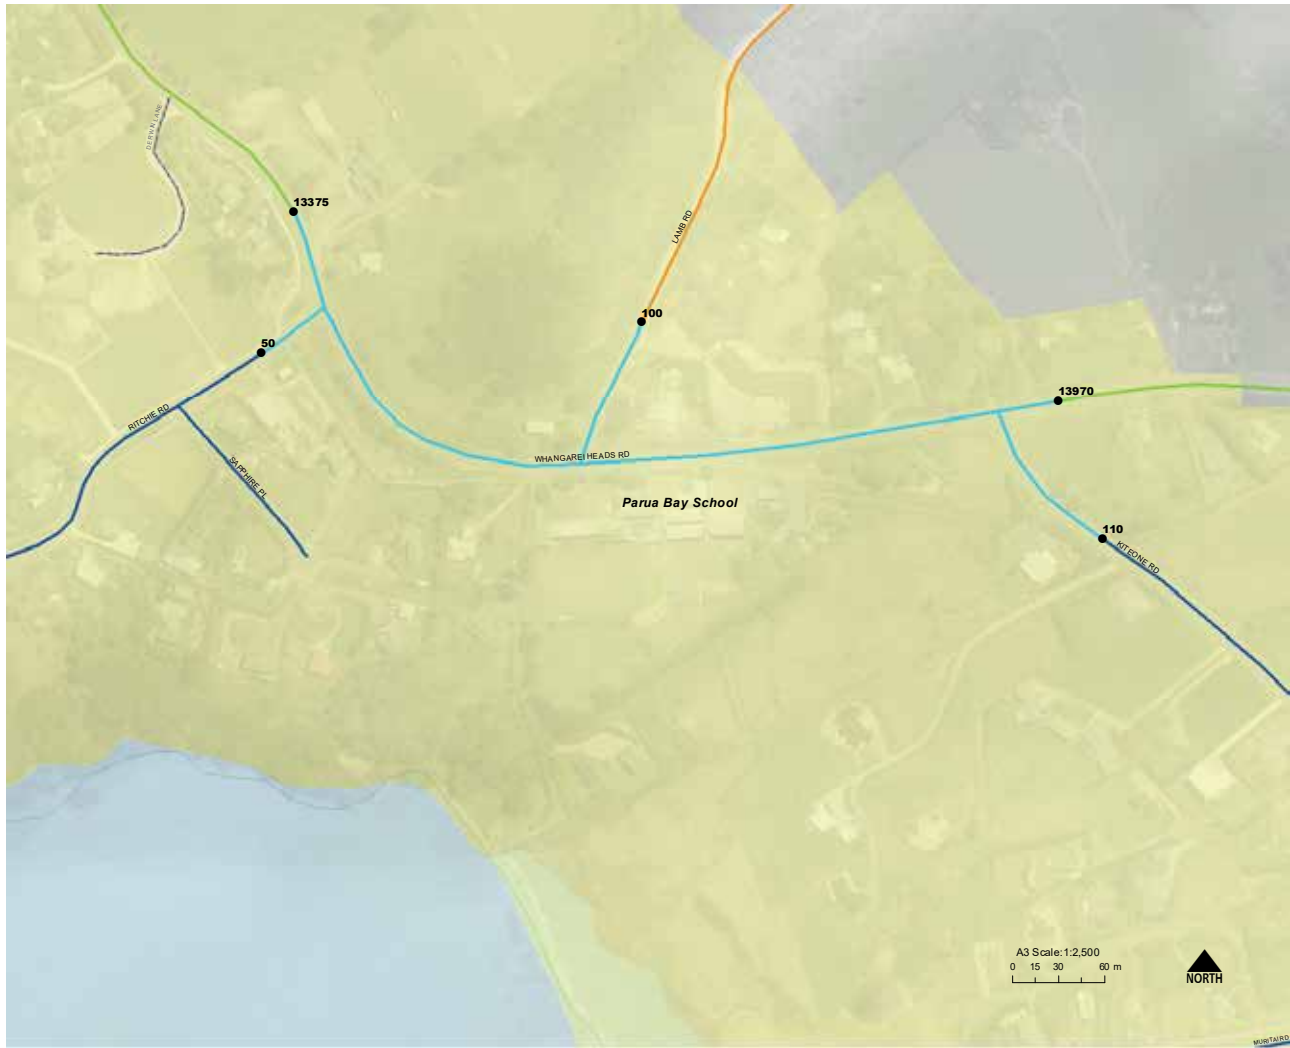 DERWIN LANE
13375
LAMB RD
100
50
13970
RITCHIE RD
WHANGAREI HEADS RD
SAPPHIRE PL
Parua Bay School
110
KITEONE RD
A3 Scale:1:2,500
0 15 30 60 m
NORTH
MURITAI RD